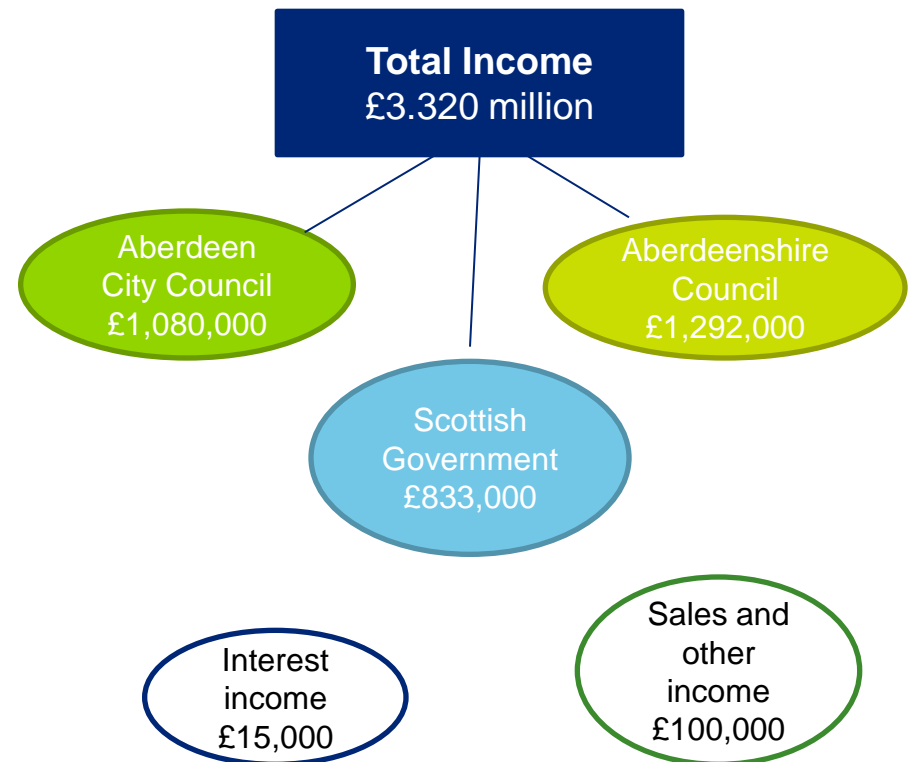 Total Income
£3.320 million
Aberdeen
City Council
£1,080,000
Aberdeenshire
Council
£1,292,000
Scottish
Government
£833,000
Interest
income
£15,000
Sales and
other
income
£100,000